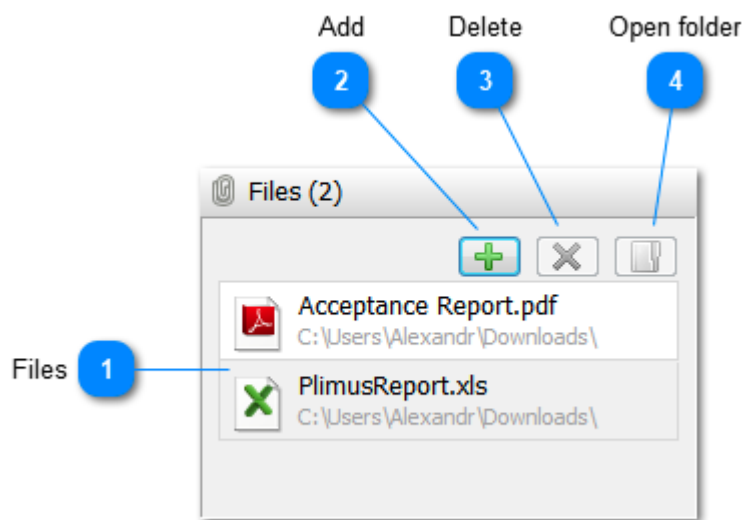 Add Delete Open folder
2 3 4
Files (2)
Acceptance Report.pdf
C:\Users\Alexandr\Downloads\
Files 1
PlimusReport.xls
C:\Users\Alexandr\Downloads\